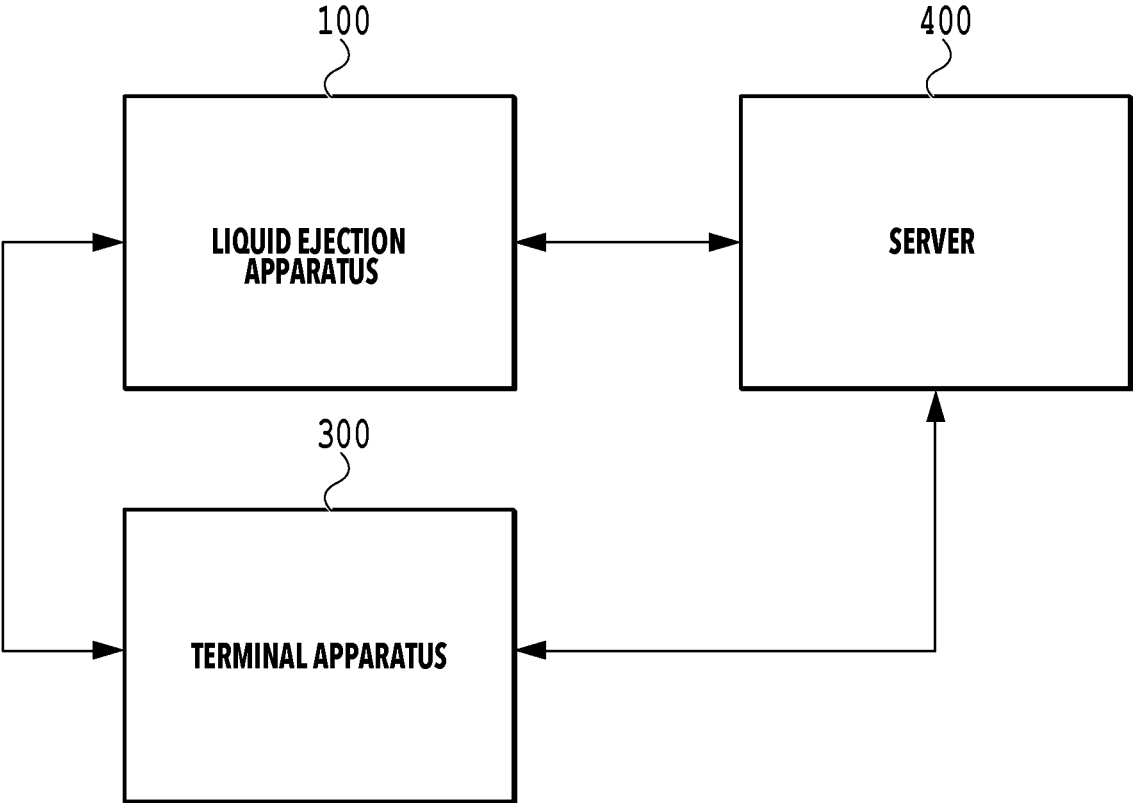 100
400
LIQUID EJECTION
APPARATUS
SERVER
300
TERMINAL APPARATUS